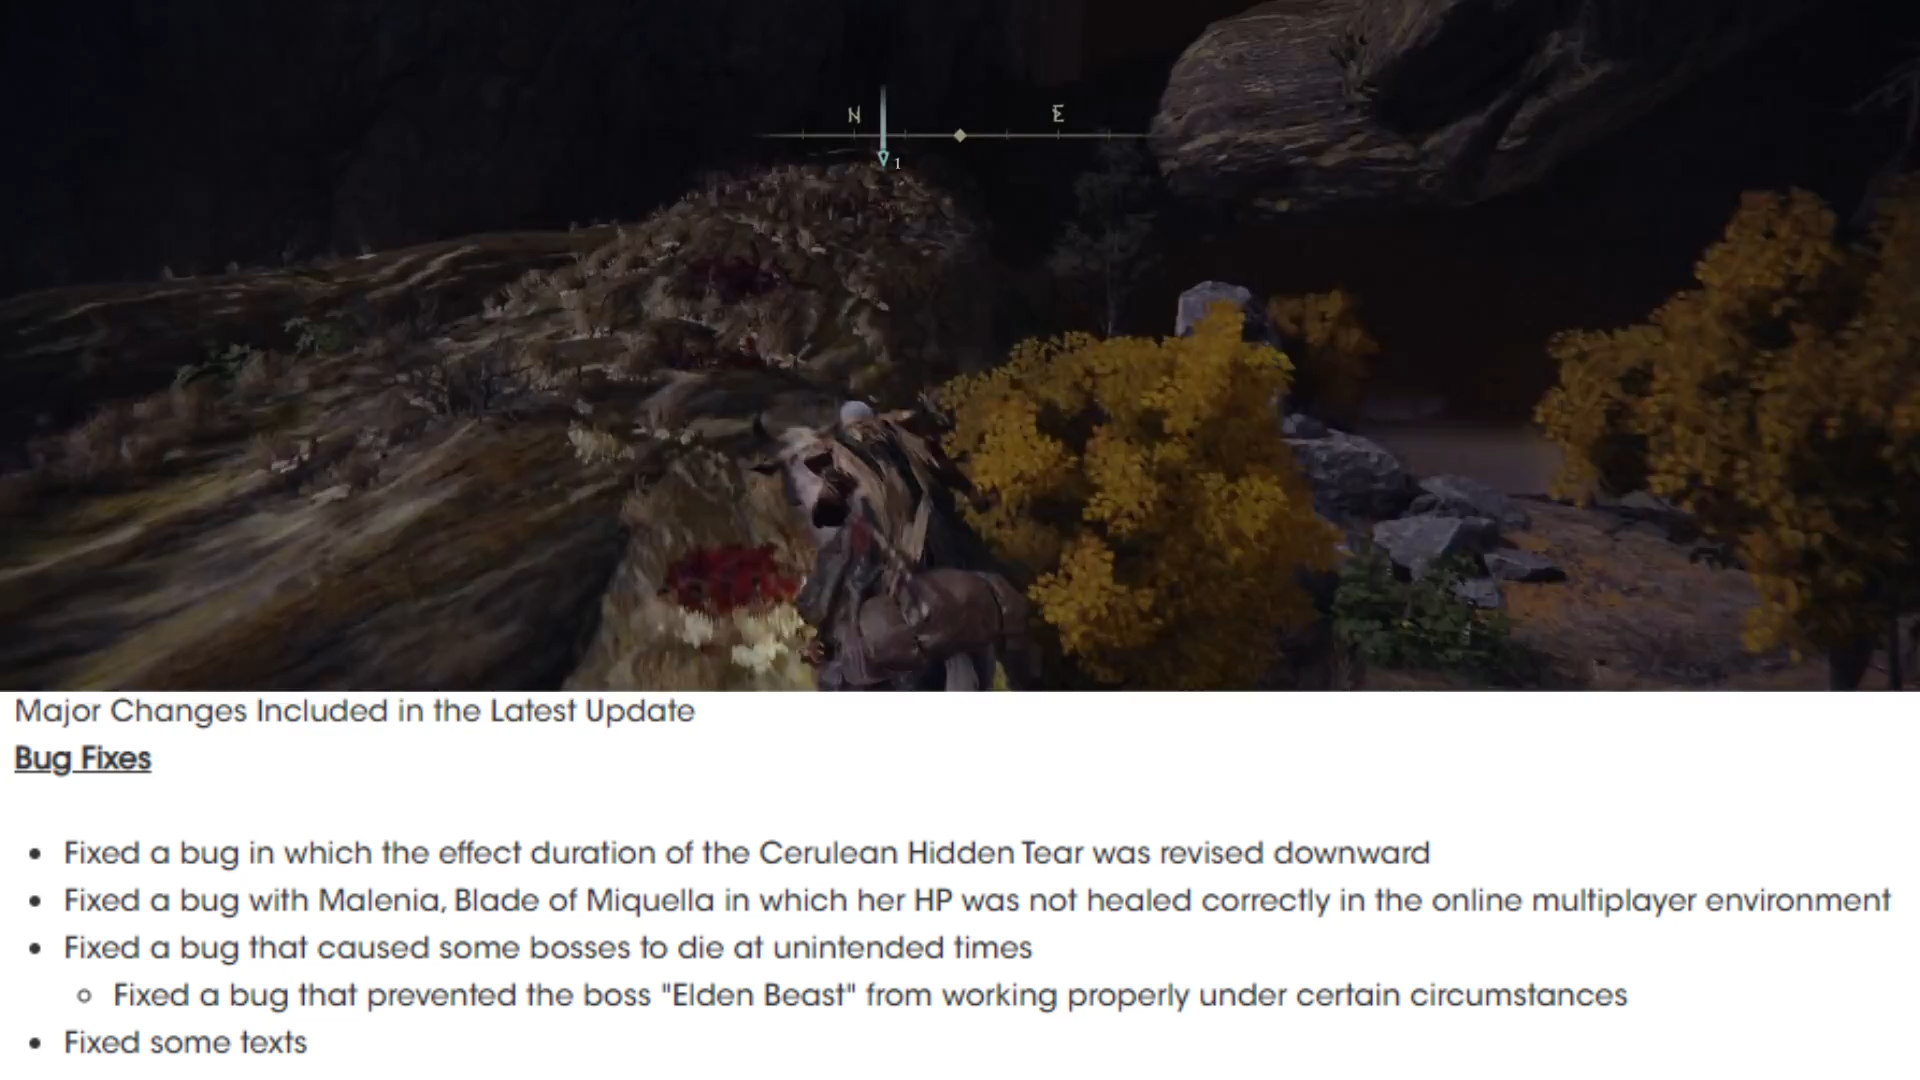 N E
1
Major Changes Included in the Latest Update
Bug Fixes
• Fixed a bug in which the effect duration of the Cerulean Hidden Tear was revised downward
• Fixed a bug with Malenia, Blade of Miquella in which her HP was not healed correctly in the online multiplayer environment
• Fixed a bug that caused some bosses to die at unintended times
○ Fixed a bug that prevented the boss "Elden Beast" from working properly under certain circumstances
• Fixed some texts